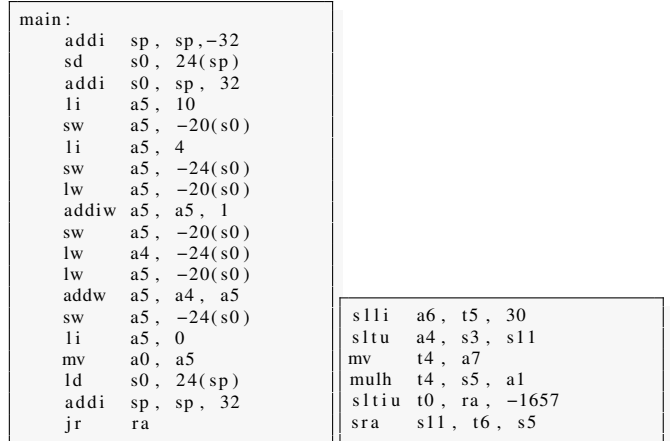 main:
addi sp, sp,−32
sd s0, 24(sp)
addi s0, sp, 32
li a5, 10
sw a5, −20(s0)
li a5, 4
sw a5, −24(s0)
lw a5, −20(s0)
addiw a5, a5, 1
sw a5, −20(s0)
lw a4, −24(s0)
lw a5, −20(s0)
addw a5, a4, a5
sw a5, −24(s0)
li a5, 0
mv a0, a5
ld s0, 24(sp)
addi sp, sp, 32
jr ra
slli a6, t5, 30
sltu a4, s3, s11
mv t4, a7
mulh t4, s5, a1
sltiu t0, ra, −1657
sra s11, t6, s5